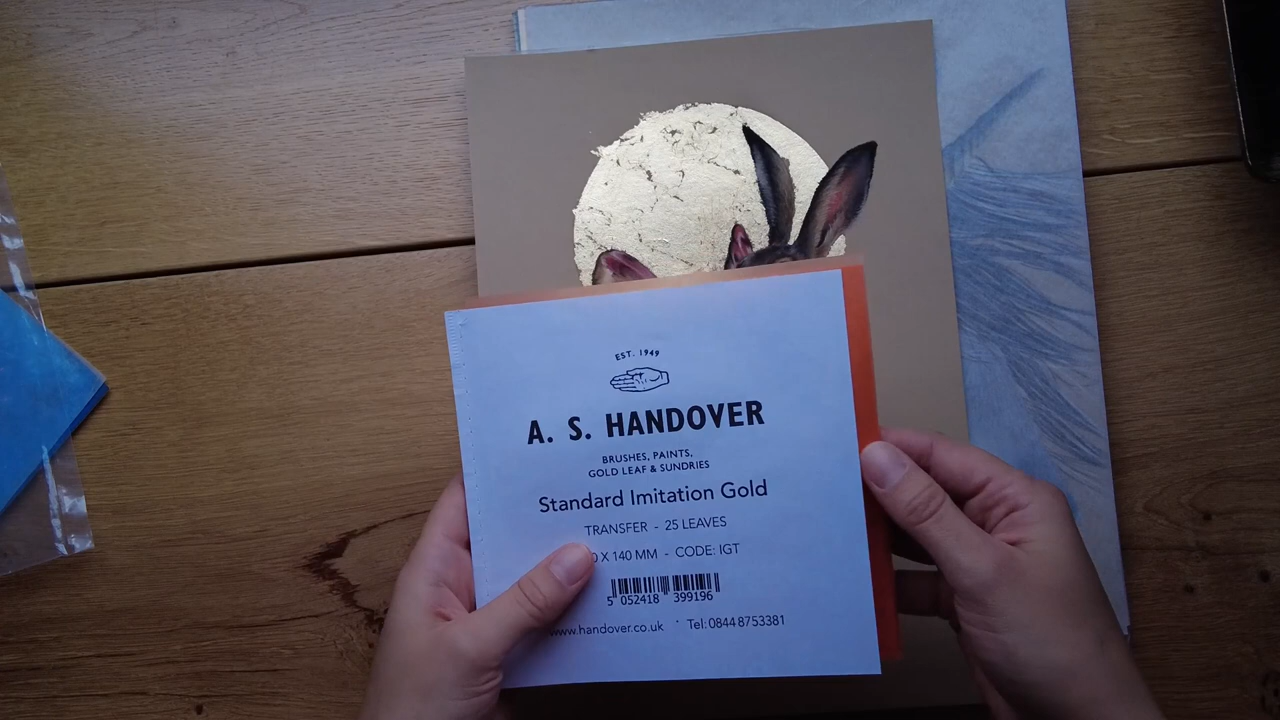 EST. 1949
A. S. HANDOVER
BRUSHES, PAINTS,
GOLD LEAF & SUNDRIES
Standard Imitation Gold
TRANSFER - 25 LEAVES
0 X 140 MM - CODE: IGT
5 052418 399196
www.handover.co.uk Tel: 0844 8753381